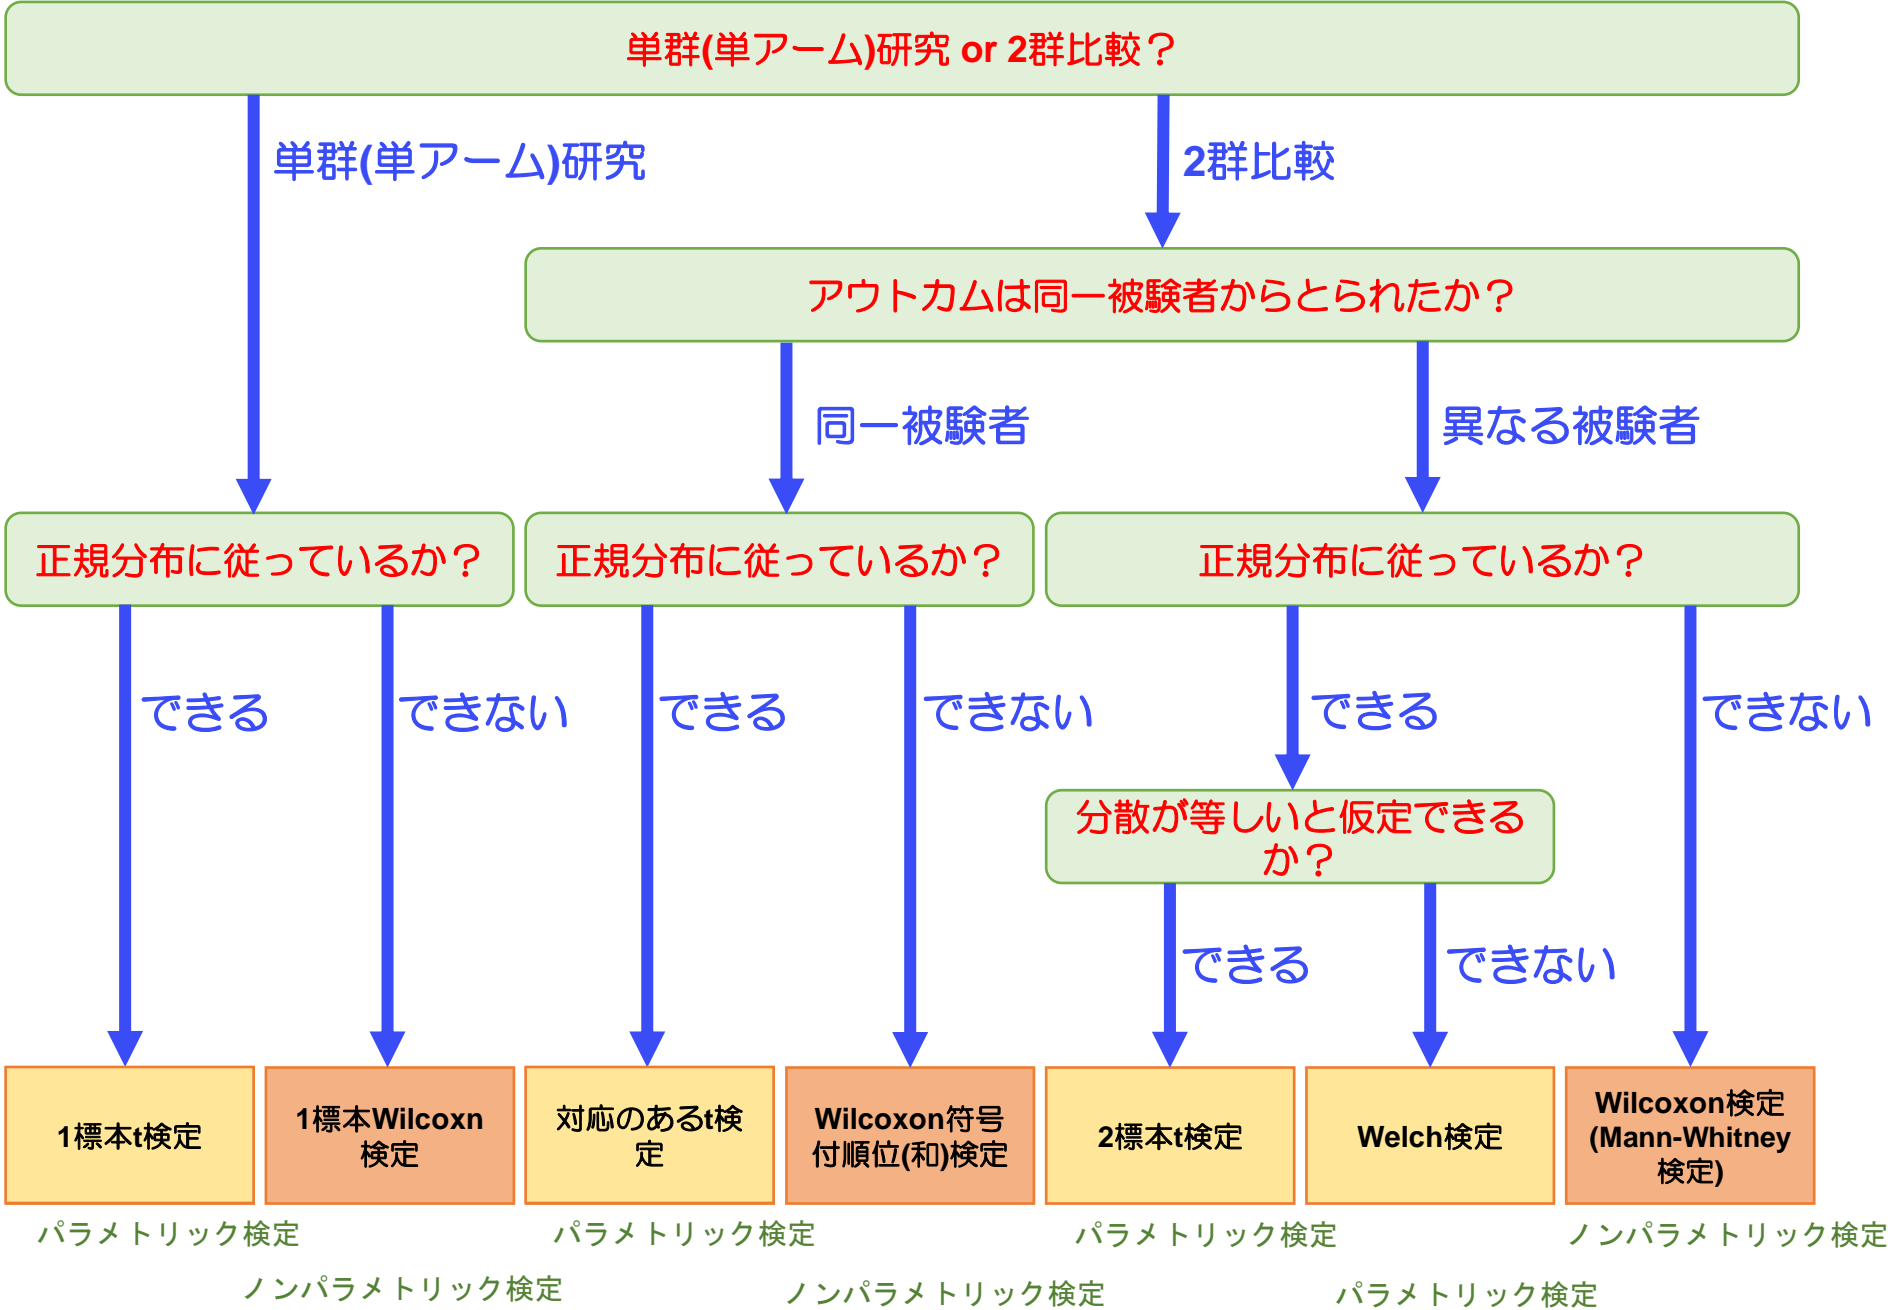 単群(単アーム)研究 or 2群比較？
単群(単アーム)研究
2群比較
アウトカムは同一被験者からとられたか？
同一被験者
異なる被験者
正規分布に従っているか？
正規分布に従っているか？
正規分布に従っているか？
できる
できない
できる
できない
できる
できない
分散が等しいと仮定できる
か？
できる
できない
1標本t検定
1標本Wilcoxn
検定
対応のあるt検
定
Wilcoxon符号
付順位(和)検定
2標本t検定
Welch検定
Wilcoxon検定
(Mann-Whitney
検定)
パラメトリック検定
パラメトリック検定
パラメトリック検定
ノンパラメトリック検定
ノンパラメトリック検定
ノンパラメトリック検定
パラメトリック検定